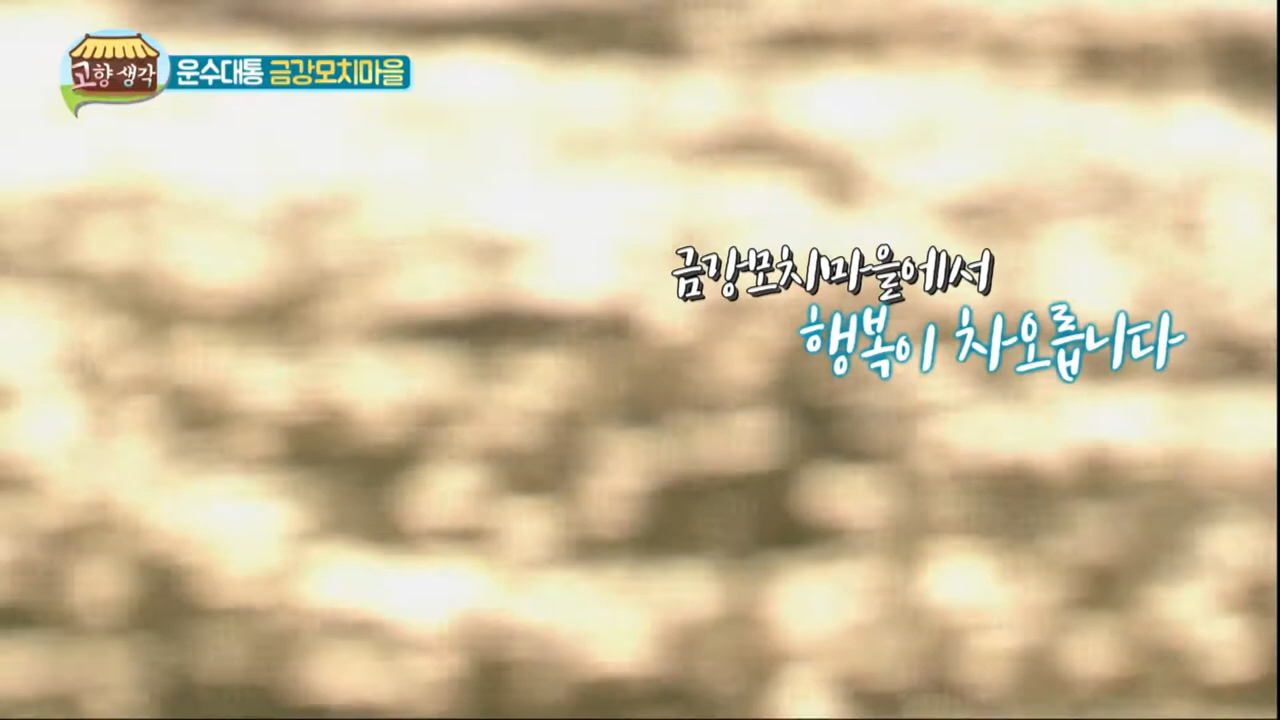 고향생각
운수대통 금강모치마을
금강모치마을에서
행복이 차오릅니다